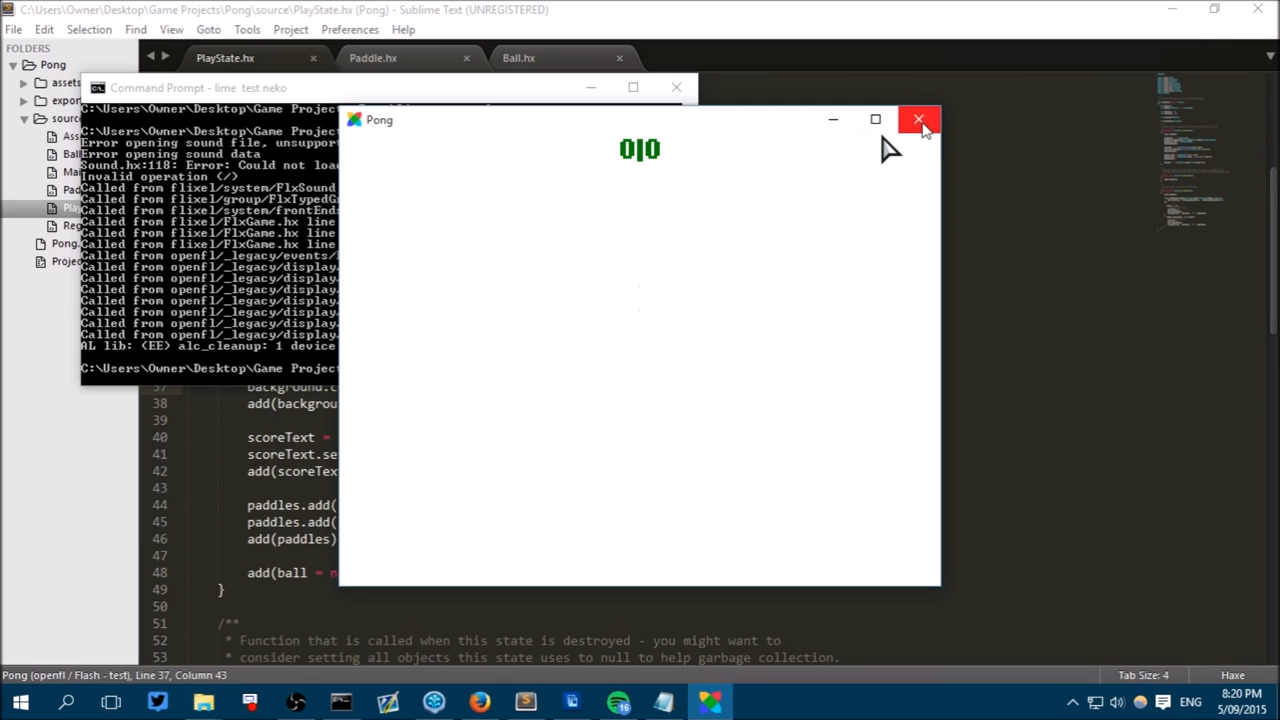 C:\Users\Owner\Desktop\Game Projects\Pong\source\PlayState.hx (Pong) - Sublime Text (UNREGISTERED)
File Edit Selection Find View Goto Tools Project Preferences Help
FOLDERS
Pong
assets
expor
source
Ass
Bal
Mai
Pad
Play
Reg
Pong.
Projec
PlayState.hx
Paddle.hx
Ball.hx
Command Prompt - lime test neko
C:\Users\Owner\Desktop\Game Project
C:\Users\Owner\Desktop\Game Project
Error opening sound file, unsuppor
Error opening sound data
Sound.hx:118: Error: Could not loa
Invalid operation (/)
Called from flixel/system/FlxSound
Called from flixel/group/FlxTypedG
Called from flixel/system/frontEnds
Called from flixel/FlxGame.hx line
Called from flixel/FlxGame.hx line
Called from flixel/FlxGame.hx line
Called from openfl/_legacy/events/
Called from openfl/_legacy/display
Called from openfl/_legacy/display
Called from openfl/_legacy/display.
Called from openfl/_legacy/display.
Called from openfl/_legacy/display.
Called from openfl/_legacy/display.
AL lib: (EE) alc_cleanup: 1 device
C:\Users\Owner\Desktop\Game Project
Pong
0|0
37 background.c
38 add(backgrou
39
40 scoreText =
41 scoreText.se
42 add(scoreTex
43
44 paddles.add(
45 paddles.add(
46 add(paddles)
47
48 add(ball = n
49 }
50
51 /**
52 * Function that is called when this state is destroyed - you might want to
53 * consider setting all objects this state uses to null to help garbage collection.
Pong (openfl / Flash - test), Line 37, Column 43
Tab Size: 4
Haxe
16
ENG
8:20 PM
5/09/2015